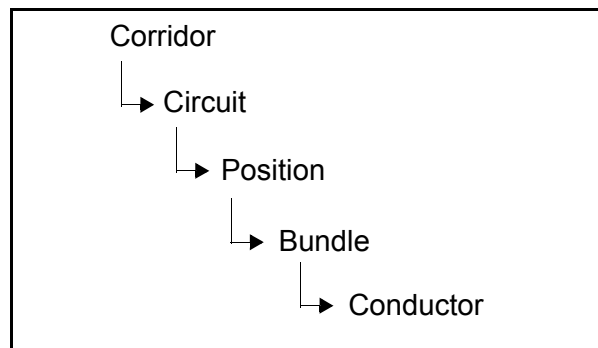 Corridor
Circuit
Position
Bundle
Conductor